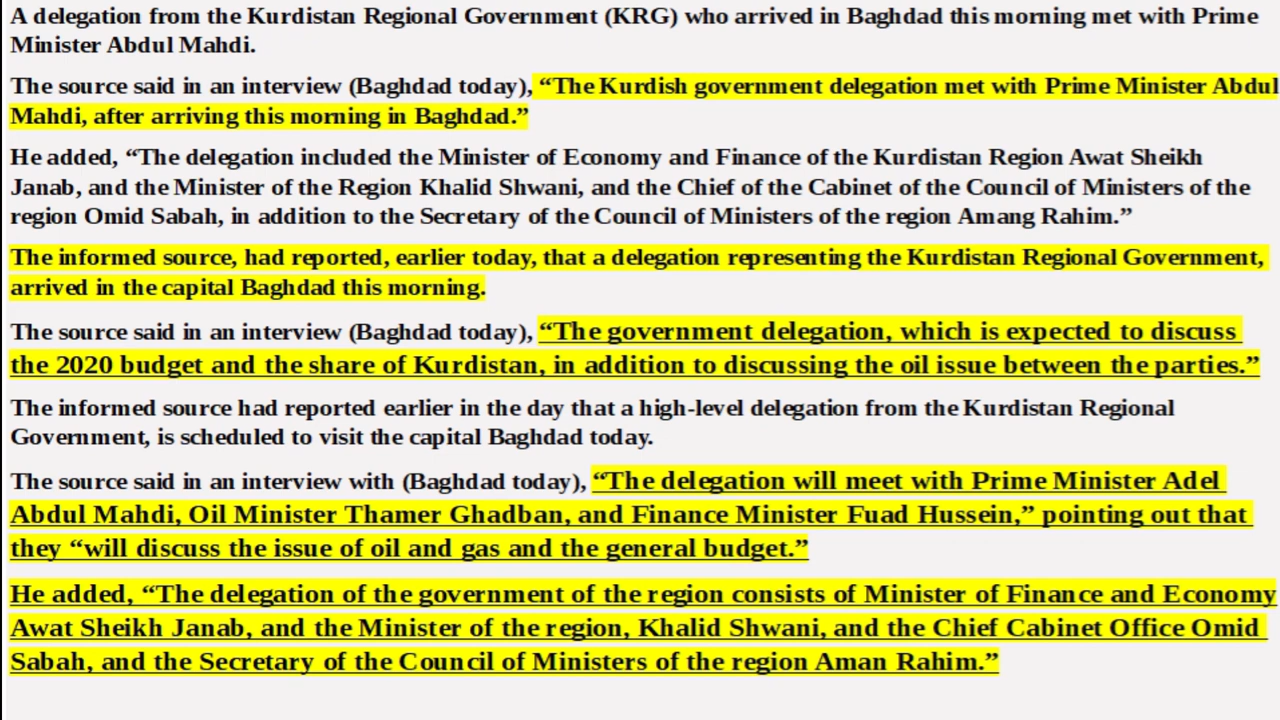 A delegation from the Kurdistan Regional Government (KRG) who arrived in Baghdad this morning met with Prime
Minister Abdul Mahdi.
The source said in an interview (Baghdad today), “The Kurdish government delegation met with Prime Minister Abdul
Mahdi, after arriving this morning in Baghdad.”
He added, “The delegation included the Minister of Economy and Finance of the Kurdistan Region Awat Sheikh
Janab, and the Minister of the Region Khalid Shwani, and the Chief of the Cabinet of the Council of Ministers of the
region Omid Sabah, in addition to the Secretary of the Council of Ministers of the region Amang Rahim.”
The informed source, had reported, earlier today, that a delegation representing the Kurdistan Regional Government,
arrived in the capital Baghdad this morning.
The source said in an interview (Baghdad today), “The government delegation, which is expected to discuss
the 2020 budget and the share of Kurdistan, in addition to discussing the oil issue between the parties.”
The informed source had reported earlier in the day that a high-level delegation from the Kurdistan Regional
Government, is scheduled to visit the capital Baghdad today.
The source said in an interview with (Baghdad today), “The delegation will meet with Prime Minister Adel
Abdul Mahdi, Oil Minister Thamer Ghadban, and Finance Minister Fuad Hussein,” pointing out that
they “will discuss the issue of oil and gas and the general budget.”
He added, “The delegation of the government of the region consists of Minister of Finance and Economy
Awat Sheikh Janab, and the Minister of the region, Khalid Shwani, and the Chief Cabinet Office Omid
Sabah, and the Secretary of the Council of Ministers of the region Aman Rahim.”